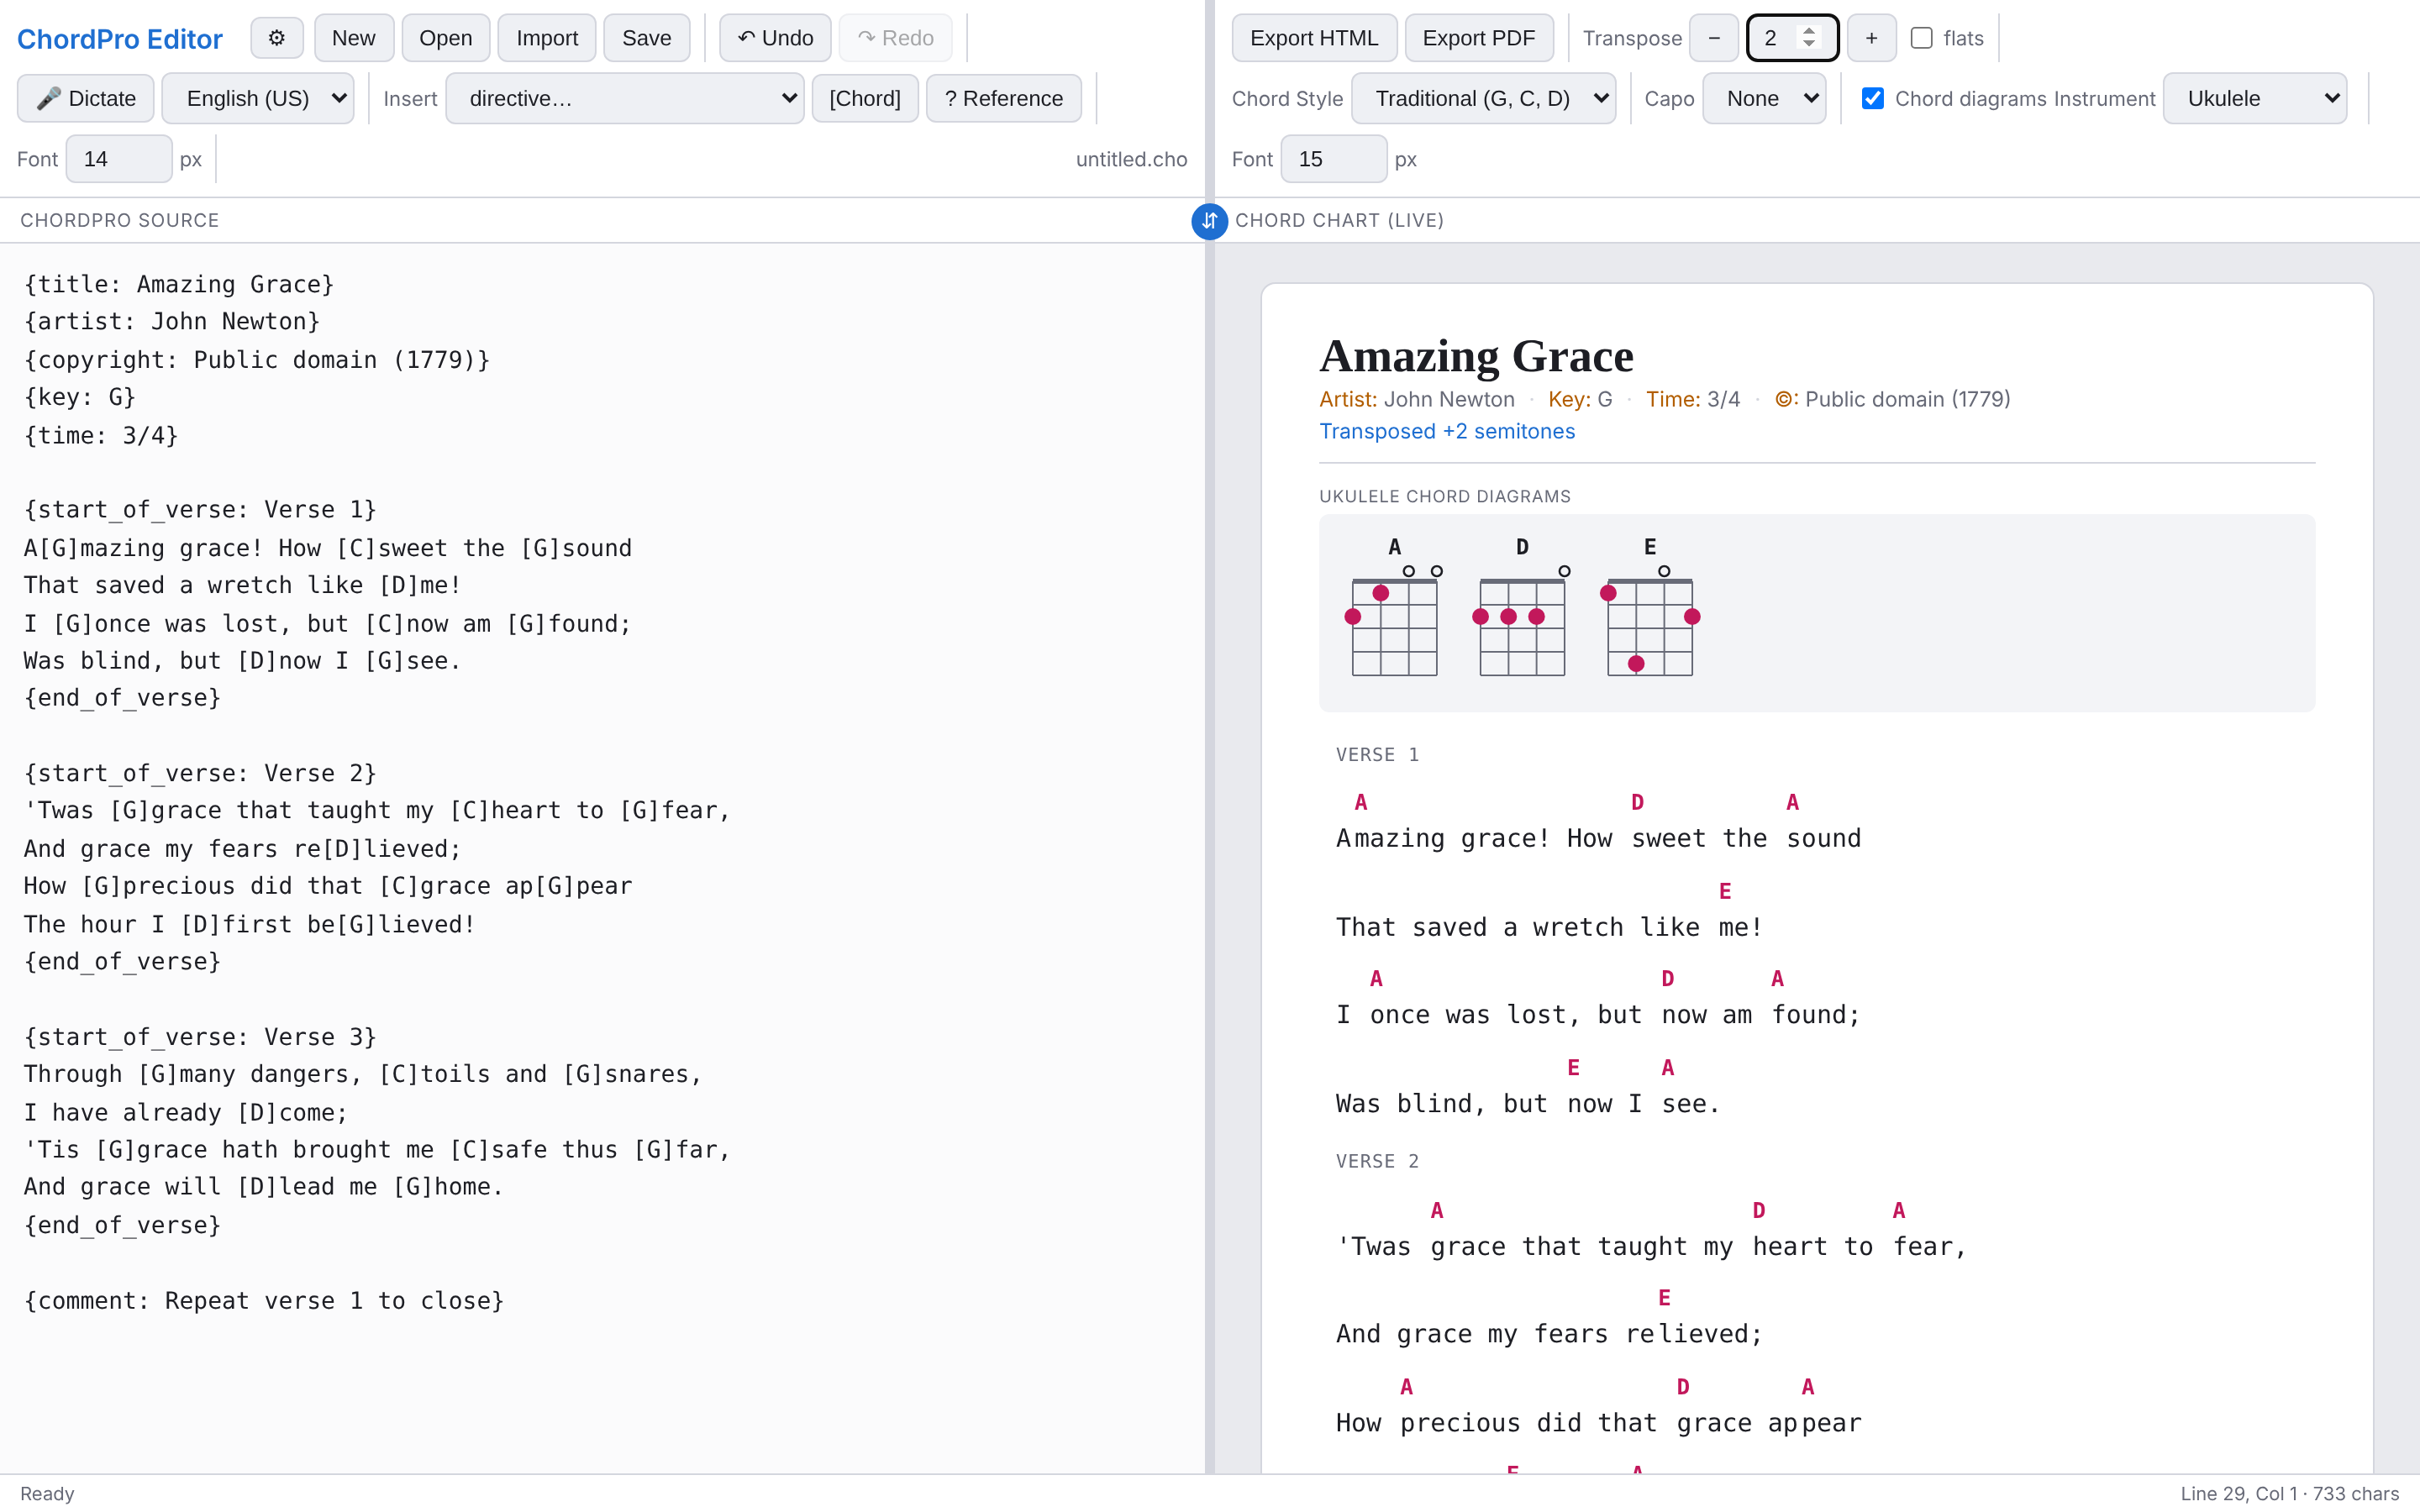 ChordPro Editor ⚙ New Open Import Save ↶ Undo ↷ Redo
🎤 Dictate English (US) Insert directive… [Chord] ? Reference
Font 14 px untitled.cho
Export HTML Export PDF Transpose − 2 + flats
Chord Style Traditional (G, C, D) Capo None Chord diagrams Instrument Ukulele
Font 15 px
CHORDPRO SOURCE
{title: Amazing Grace}
{artist: John Newton}
{copyright: Public domain (1779)}
{key: G}
{time: 3/4}
{start_of_verse: Verse 1}
A[G]mazing grace! How [C]sweet the [G]sound
That saved a wretch like [D]me!
I [G]once was lost, but [C]now am [G]found;
Was blind, but [D]now I [G]see.
{end_of_verse}
{start_of_verse: Verse 2}
'Twas [G]grace that taught my [C]heart to [G]fear,
And grace my fears re[D]lieved;
How [G]precious did that [C]grace ap[G]pear
The hour I [D]first be[G]lieved!
{end_of_verse}
{start_of_verse: Verse 3}
Through [G]many dangers, [C]toils and [G]snares,
I have already [D]come;
'Tis [G]grace hath brought me [C]safe thus [G]far,
And grace will [D]lead me [G]home.
{end_of_verse}
{comment: Repeat verse 1 to close}
⇵ CHORD CHART (LIVE)
Amazing Grace
Artist: John Newton · Key: G · Time: 3/4 · ©: Public domain (1779)
Transposed +2 semitones
UKULELE CHORD DIAGRAMS
A D E
VERSE 1
A D A
Amazing grace! How sweet the sound
E
That saved a wretch like me!
A D A
I once was lost, but now am found;
E A
Was blind, but now I see.
VERSE 2
A D A
'Twas grace that taught my heart to fear,
E
And grace my fears relieved;
A D A
How precious did that grace appear
E A
Ready
Line 29, Col 1 · 733 chars